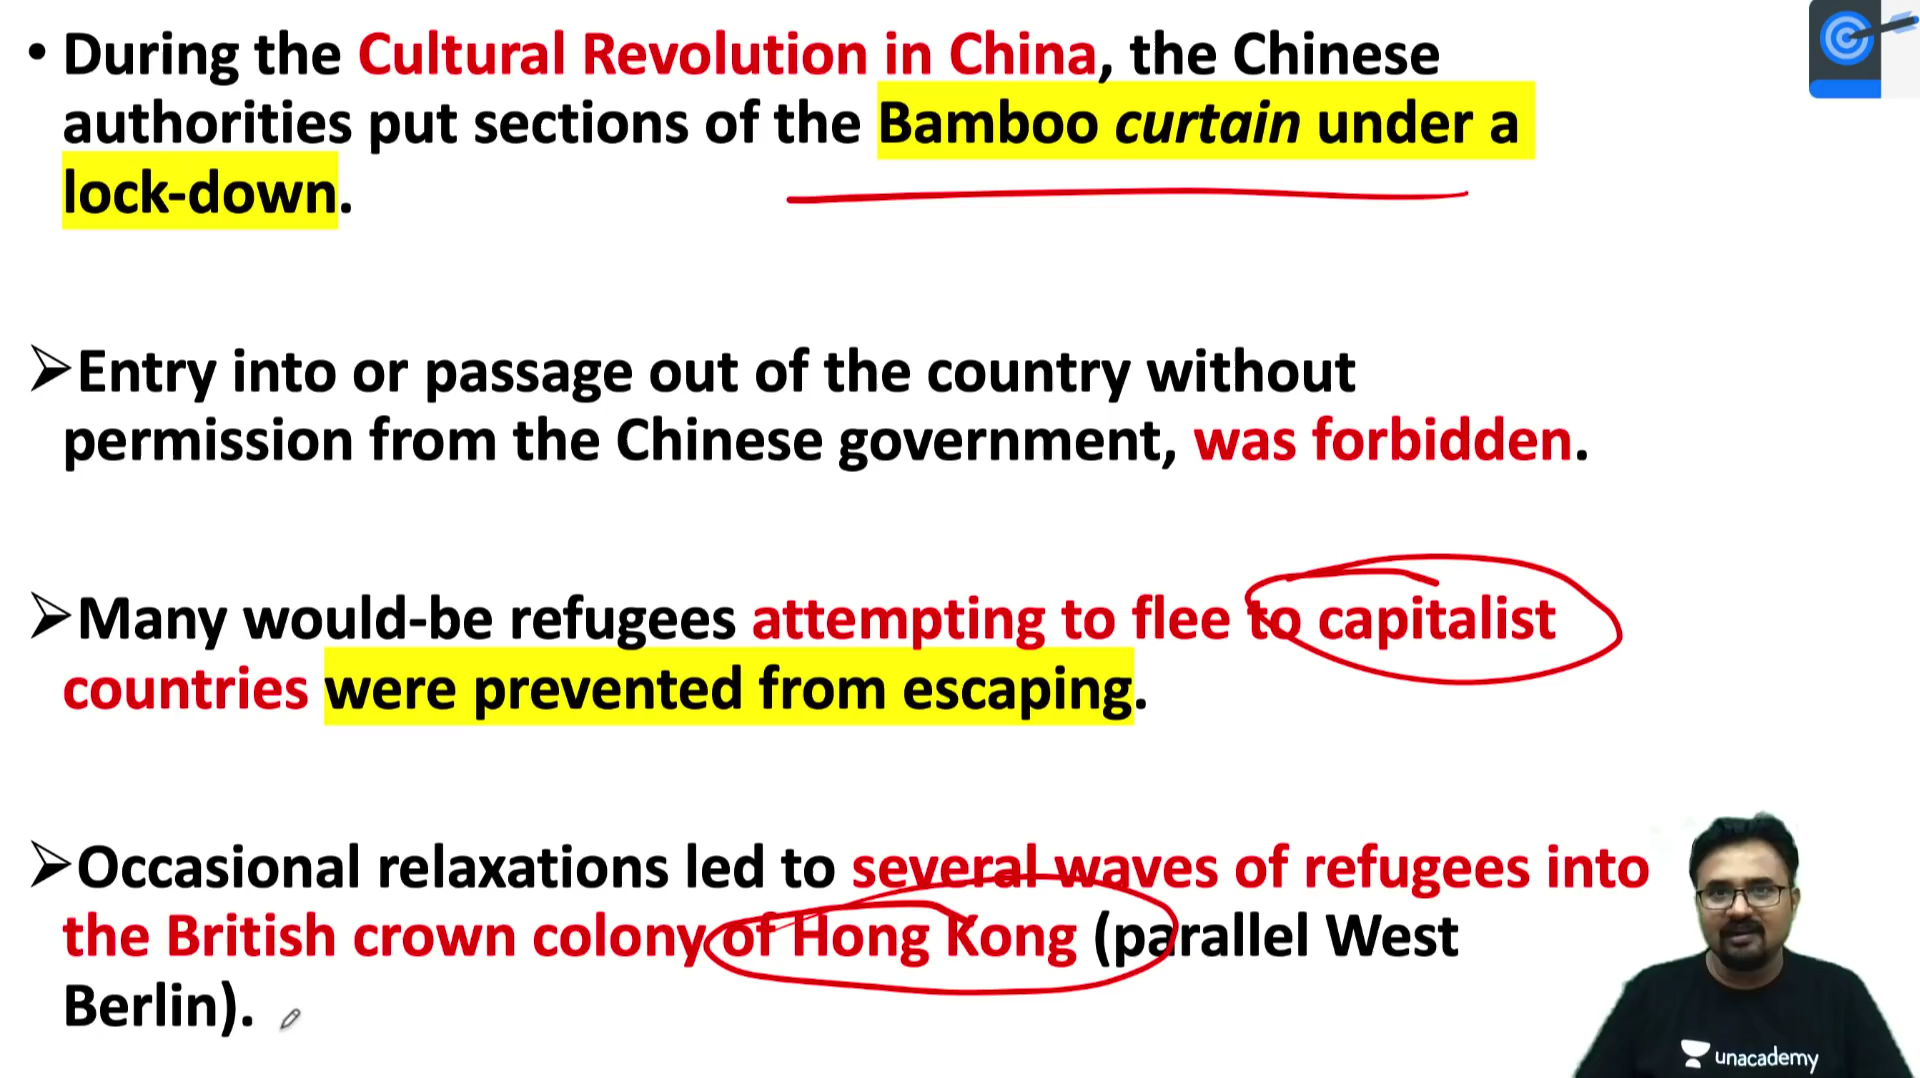 • During the Cultural Revolution in China, the Chinese
authorities put sections of the Bamboo curtain under a
lock-down.
➢Entry into or passage out of the country without
permission from the Chinese government, was forbidden.
➢Many would-be refugees attempting to flee to capitalist
countries were prevented from escaping.
➢Occasional relaxations led to several waves of refugees into
the British crown colony of Hong Kong (parallel West
Berlin).
unacademy